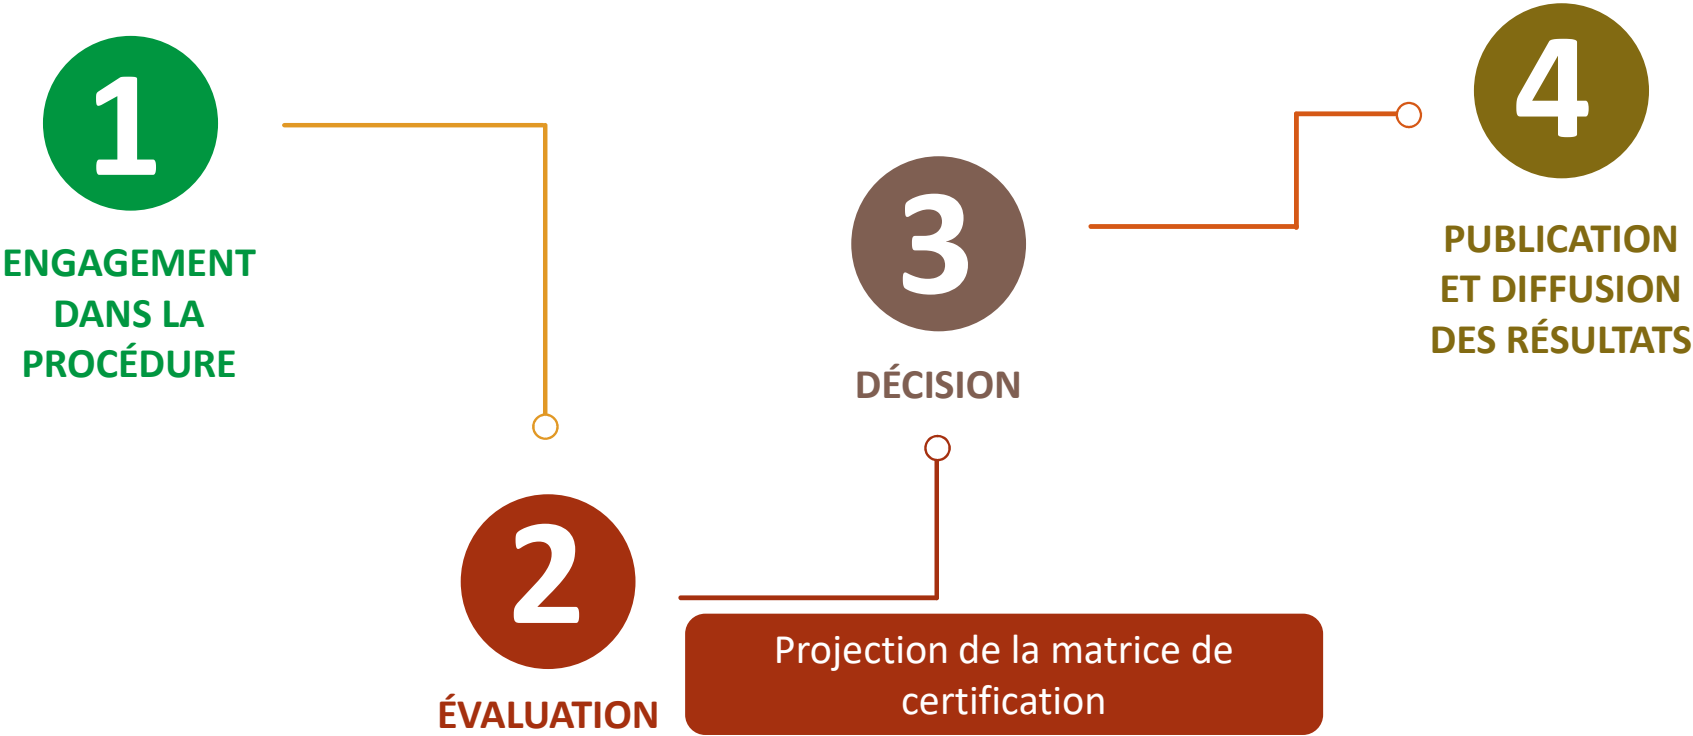 1
ENGAGEMENT
DANS LA
PROCÉDURE
2
ÉVALUATION
Projection de la matrice de
certification
3
DÉCISION
4
PUBLICATION
ET DIFFUSION
DES RÉSULTATS